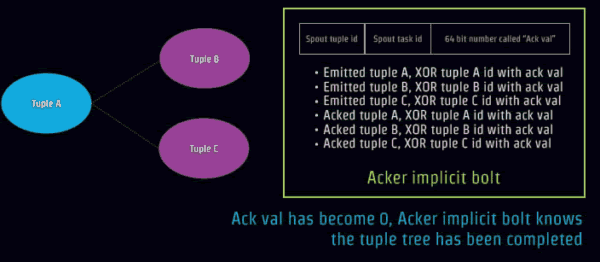 Tuple A
Tuple B
Tuple C
Spout tuple id
Spout task id
64 bit number called "Ack val"
• Emitted tuple A, XOR tuple A id with ack val
• Emitted tuple B, XOR tuple B id with ack val
• Emitted tuple C, XOR tuple C id with ack val
• Acked tuple A, XOR tuple A id with ack val
• Acked tuple B, XOR tuple B id with ack val
• Acked tuple C, XOR tuple C id with ack val
Acker implicit bolt
Ack val has become 0, Acker implicit bolt knows
the tuple tree has been completed